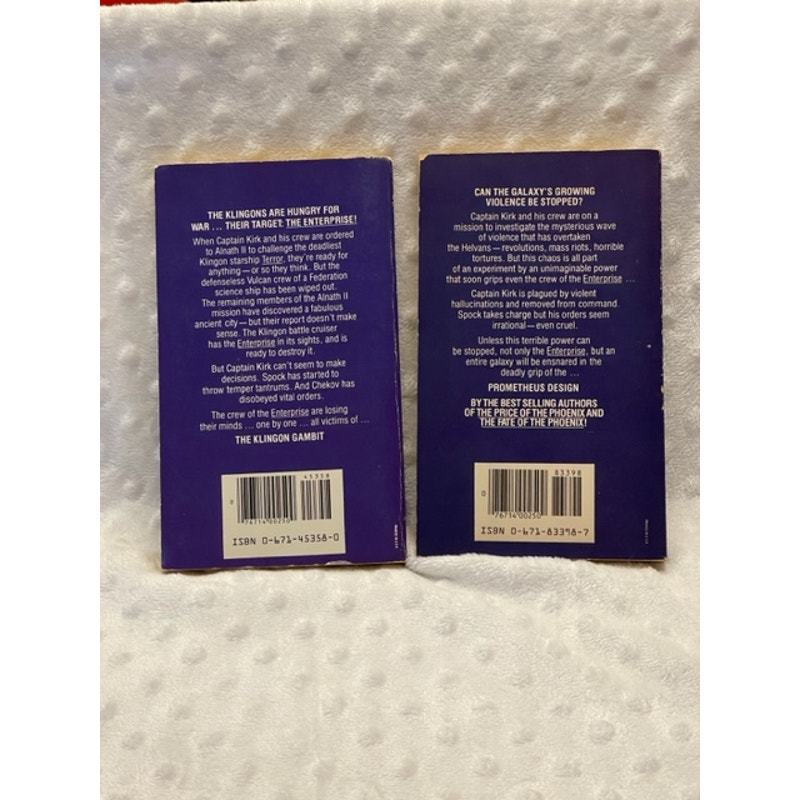 THE KLINGONS ARE HUNGRY FOR
WAR ... THEIR TARGET: THE ENTERPRISE!
When Captain Kirk and his crew are ordered
to Alnath II to challenge the deadliest
Klingon starship Terror, they're ready for
anything — or so they think. But the
defenseless Vulcan crew of a Federation
science ship has been wiped out.
The remaining members of the Alnath II
mission have discovered a fabulous
ancient city — but their report doesn't make
sense. The Klingon battle cruiser
has the Enterprise in its sights, and is
ready to destroy it.
But Captain Kirk can't seem to make
decisions. Spock has started to
throw temper tantrums. And Chekov has
disobeyed vital orders.
The crew of the Enterprise are losing
their minds ... one by one ... all victims of ...
THE KLINGON GAMBIT
45358
0
76714 00250
ISBN 0-671-45358-0
CAN THE GALAXY'S GROWING
VIOLENCE BE STOPPED?
Captain Kirk and his crew are on a
mission to investigate the mysterious wave
of violence that has overtaken
the Helvans — revolutions, mass riots, horrible
tortures. But this chaos is all part
of an experiment by an unimaginable power
that soon grips even the crew of the Enterprise ...
Captain Kirk is plagued by violent
hallucinations and removed from command.
Spock takes charge but his orders seem
irrational — even cruel.
Unless this terrible power can
be stopped, not only the Enterprise, but an
entire galaxy will be ensnared in the
deadly grip of the ...
PROMETHEUS DESIGN
BY THE BEST SELLING AUTHORS
OF THE PRICE OF THE PHOENIX AND
THE FATE OF THE PHOENIX!
83398
0
76714 00250
ISBN 0-671-83398-7